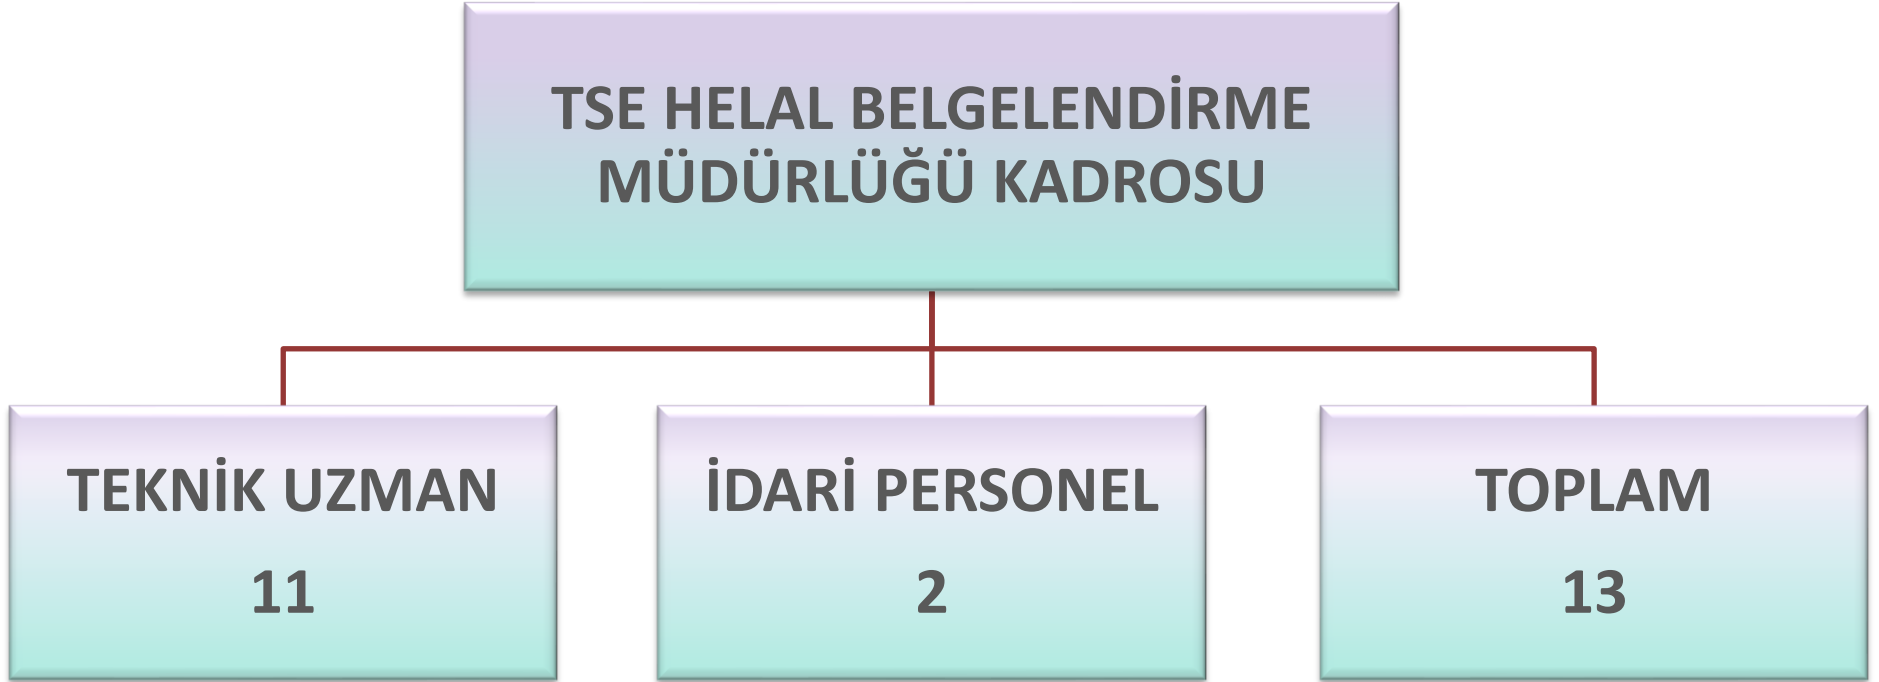 TSE HELAL BELGELENDİRME
MÜDÜRLÜĞÜ KADROSU
TEKNİK UZMAN
11
İDARİ PERSONEL
2
TOPLAM
13